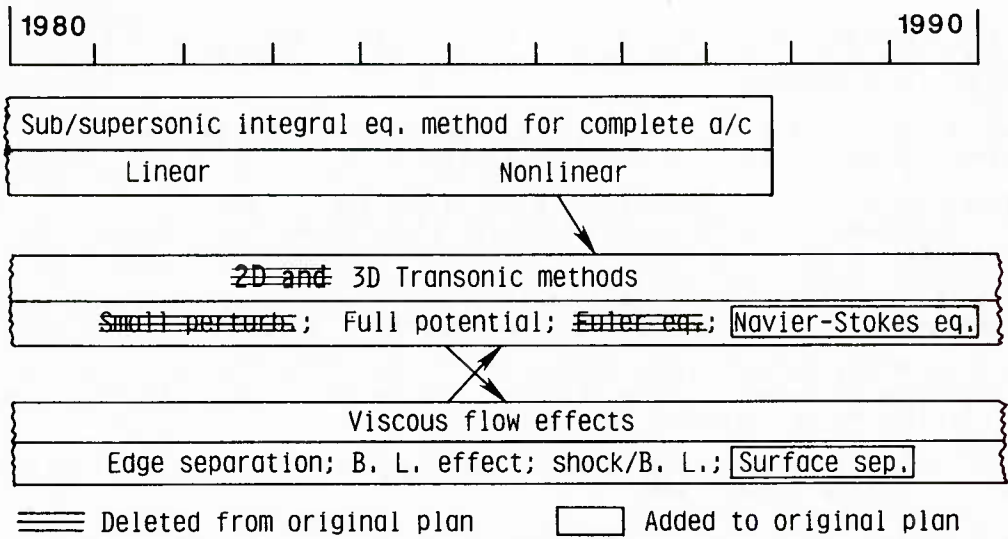 1980 1990
Sub/supersonic integral eq. method for complete a/c
Linear Nonlinear
2D and 3D Transonic methods
Small perturb.; Full potential; Euler eq.; Navier-Stokes eq.
Viscous flow effects
Edge separation; B. L. effect; shock/B. L.; Surface sep.
Deleted from original plan Added to original plan